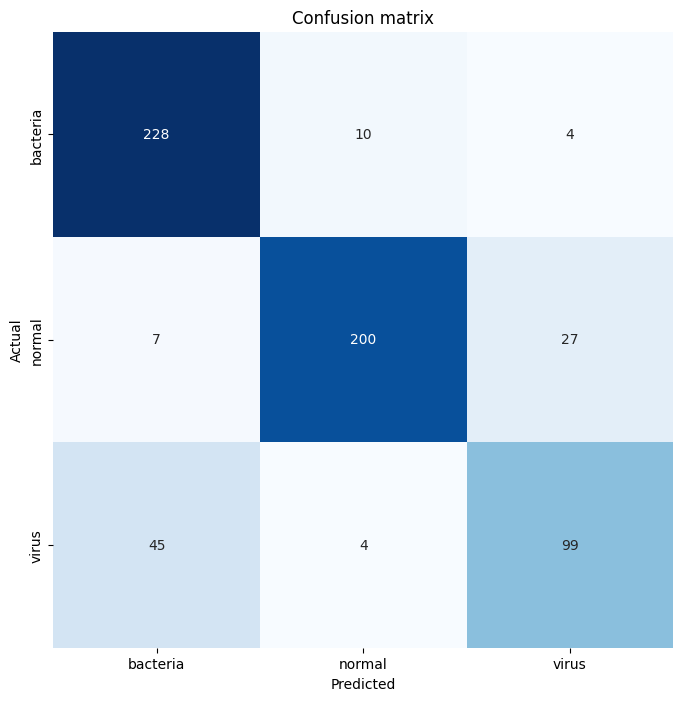 Confusion matrix
bacteria
228
10
4
Actual
normal
7
200
27
virus
45
4
99
bacteria
normal
virus
Predicted